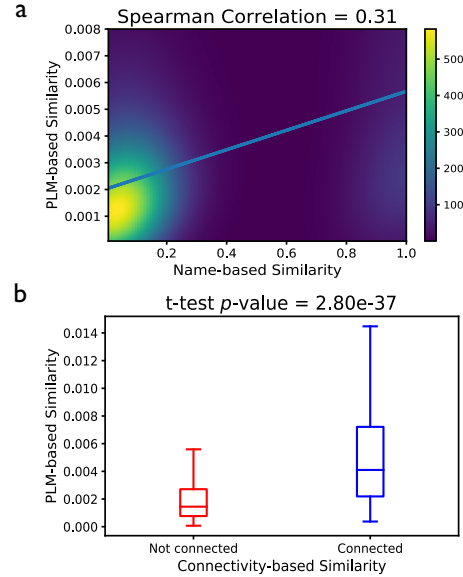 a
Spearman Correlation = 0.31
0.008
0.007
0.006
0.005
0.004
0.003
0.002
0.001
PLM-based Similarity
0.2
0.4
0.6
0.8
1.0
Name-based Similarity
500
400
300
200
100
b
t-test p-value = 2.80e-37
0.014
0.012
0.010
0.008
0.006
0.004
0.002
0.000
PLM-based Similarity
Not connected
Connected
Connectivity-based Similarity